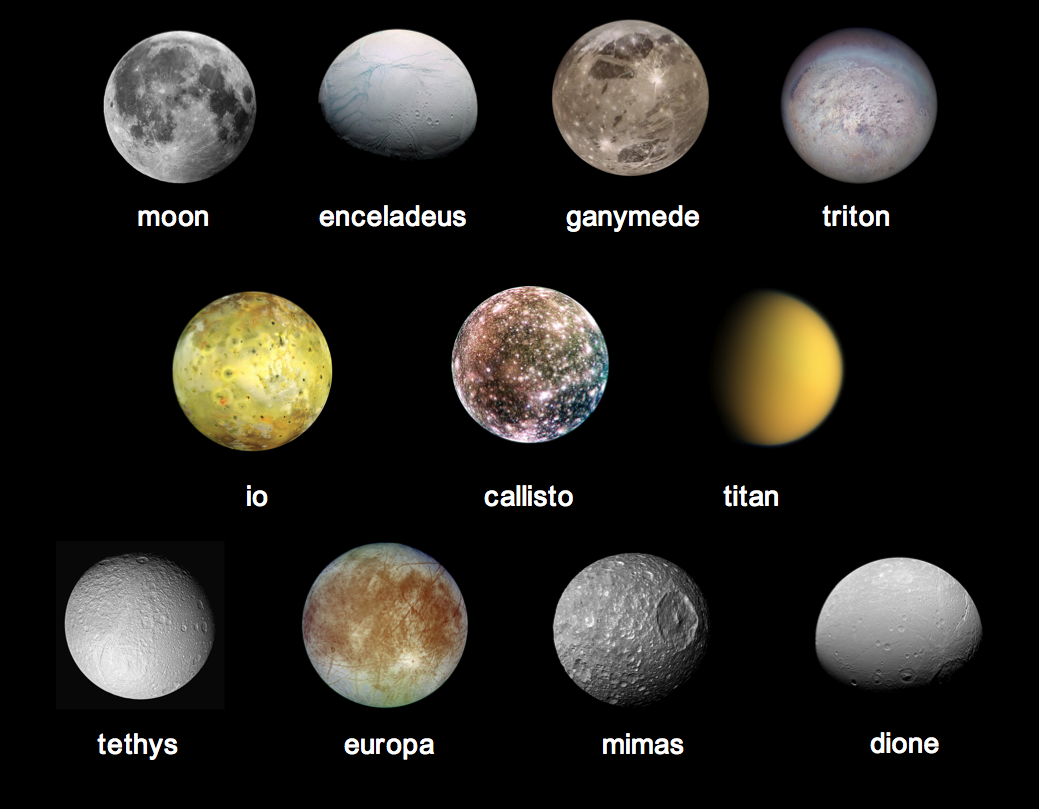 moon enceladeus ganymede triton
io callisto titan
tethys europa mimas dione